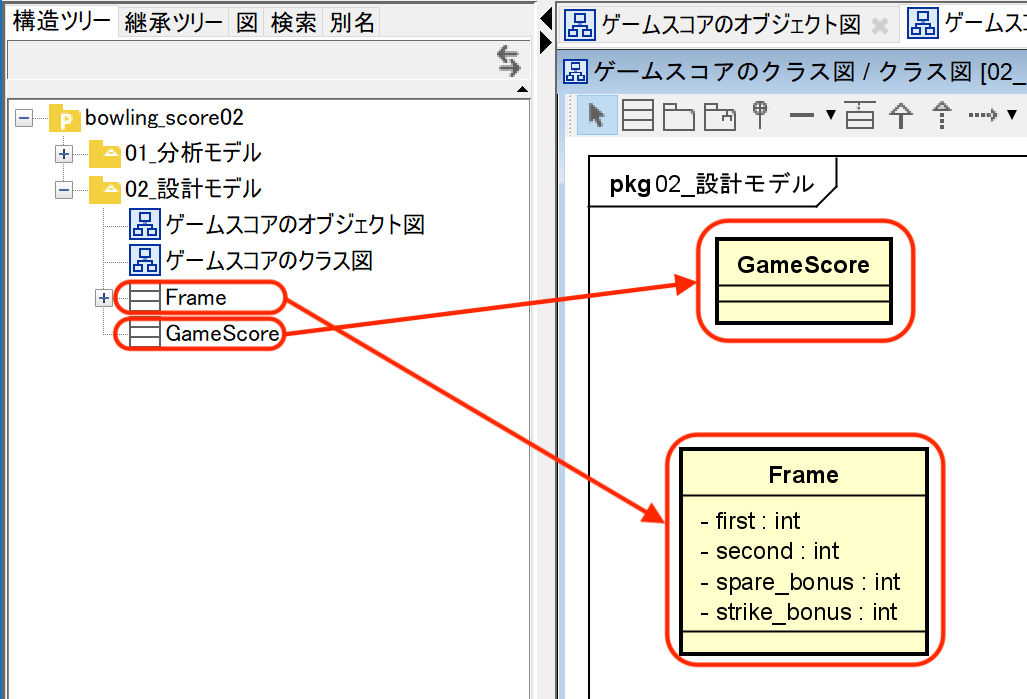 構造ツリー 継承ツリー 図 検索 別名
bowling_score02
01_分析モデル
02_設計モデル
ゲームスコアのオブジェクト図
ゲームスコアのクラス図
Frame
GameScore
ゲームスコアのオブジェクト図 ゲームスコ
ゲームスコアのクラス図 / クラス図 [02_
pkg 02_設計モデル
GameScore
Frame
- first : int
- second : int
- spare_bonus : int
- strike_bonus : int